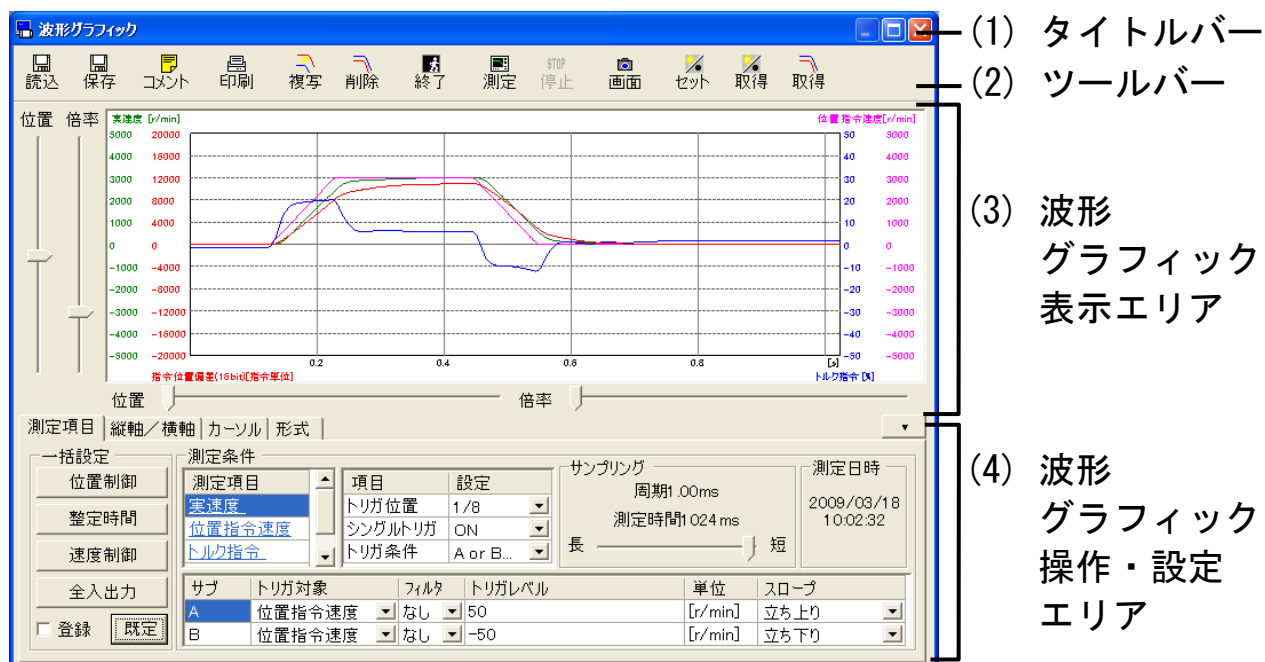 波形グラフィック
(1) タイトルバー
読込 保存 コメント 印刷 複写 削除 終了 測定 STOP 停止 画面 セット 取得 取得
(2) ツールバー
位置 倍率
実速度 [r/min] 位置指令速度[r/min]
5000 20000 50 5000
4000 16000 40 4000
3000 12000 30 3000
2000 8000 20 2000
1000 4000 10 1000
0 0 0 0
-1000 -4000 -10 -1000
-2000 -8000 -20 -2000
-3000 -12000 -30 -3000
-4000 -16000 -40 -4000
-5000 -20000 -50 -5000
0.2 0.4 0.6 0.8 [s]
指令位置偏差(16bit)[指令単位] トルク指令 [%]
位置 倍率
(3) 波形
グラフィック
表示エリア
測定項目 縦軸/横軸 カーソル 形式
一括設定
位置制御
整定時間
速度制御
全入出力
登録 既定
測定条件
測定項目
実速度
位置指令速度
トルク指令
項目 設定
トリガ位置 1/8
シングルトリガ ON
トリガ条件 A or B...
サンプリング
周期1.00ms
測定時間1024 ms
長 短
測定日時
2009/03/18
10:02:32
サブ トリガ対象 フィルタ トリガレベル 単位 スロープ
A 位置指令速度 なし 50 [r/min] 立ち上り
B 位置指令速度 なし -50 [r/min] 立ち下り
(4) 波形
グラフィック
操作・設定
エリア